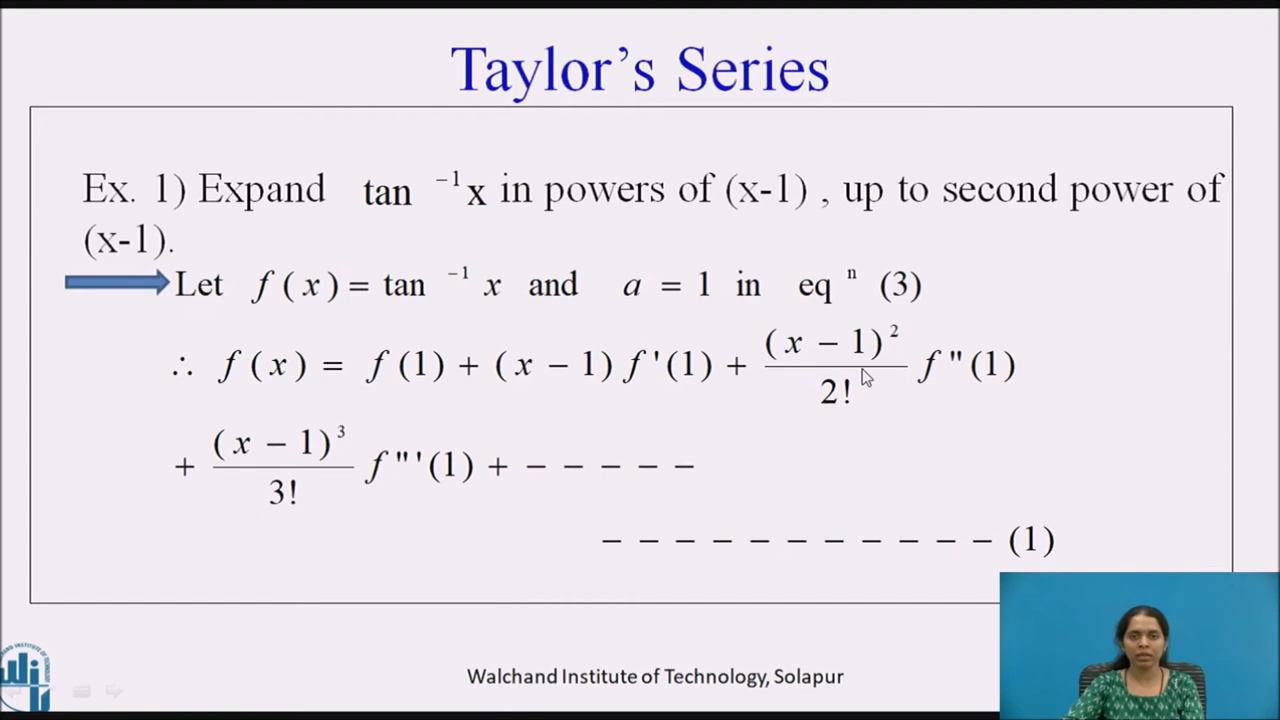 Taylor's Series
Ex. 1) Expand tan ⁻¹x in powers of (x-1) , up to second power of
(x-1).
Let f ( x ) = tan ⁻¹ x and a = 1 in eq ⁿ (3)
∴ f ( x ) = f (1) + ( x − 1) f '(1) + ( x − 1)² / 2! f "(1)
+ ( x − 1)³ / 3! f "'(1) + − − − − −
− − − − − − − − − − − (1)
Walchand Institute of Technology, Solapur